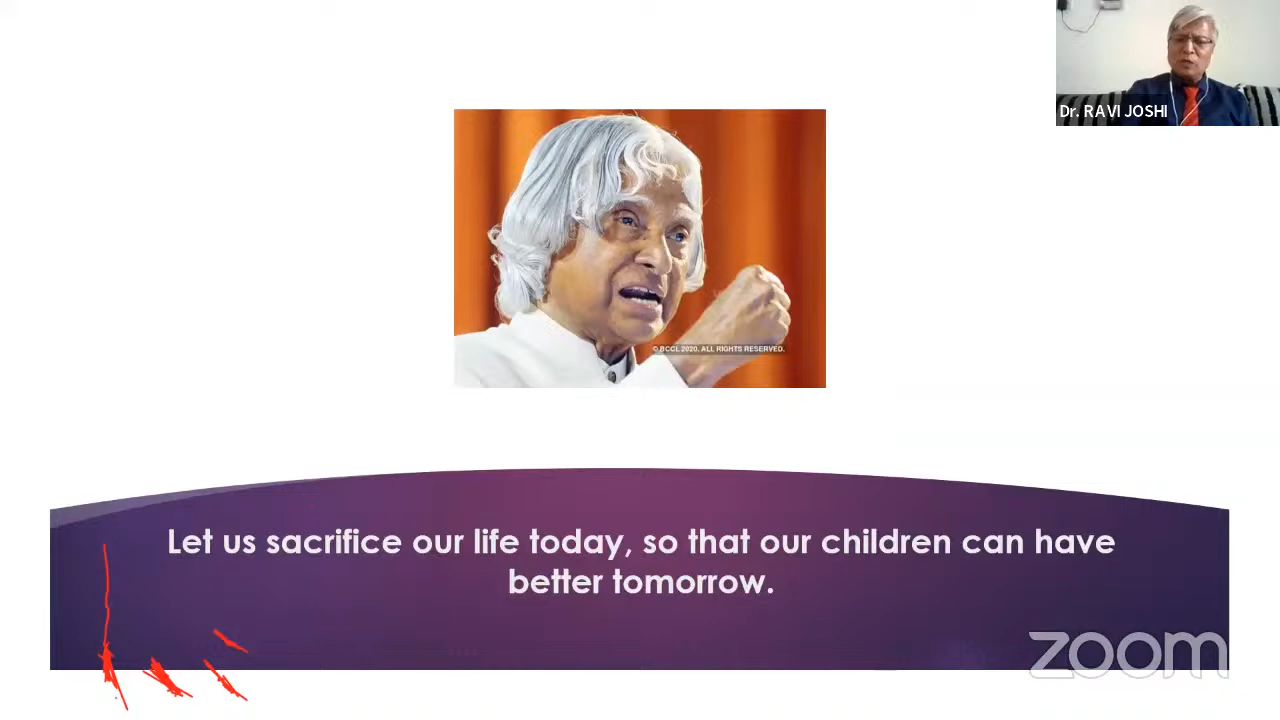 Dr. RAVI JOSHI
© BCCL 2020. ALL RIGHTS RESERVED.
Let us sacrifice our life today, so that our children can have
better tomorrow.
zoom